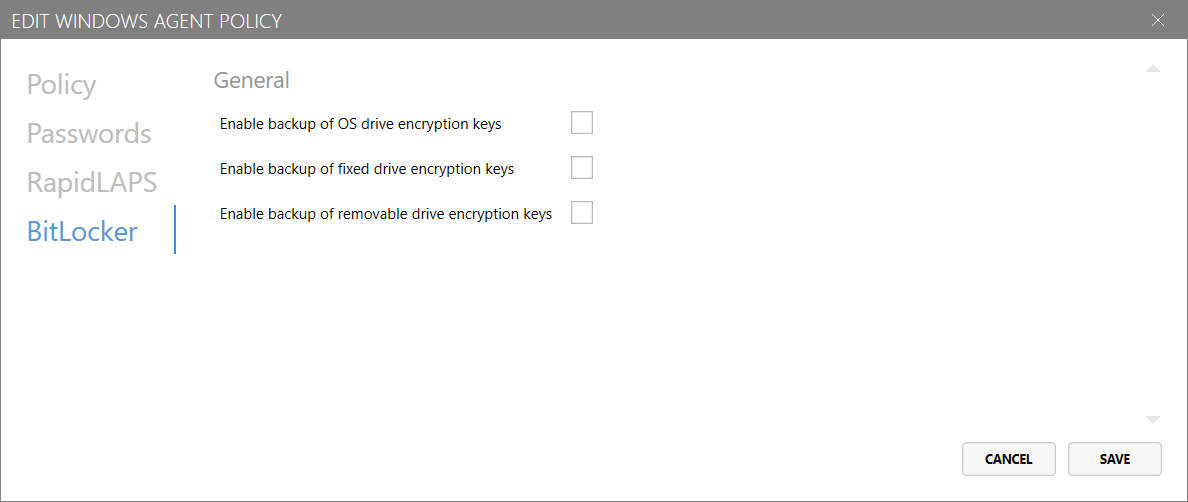 EDIT WINDOWS AGENT POLICY
Policy
Passwords
RapidLAPS
BitLocker
General
Enable backup of OS drive encryption keys
Enable backup of fixed drive encryption keys
Enable backup of removable drive encryption keys
CANCEL
SAVE